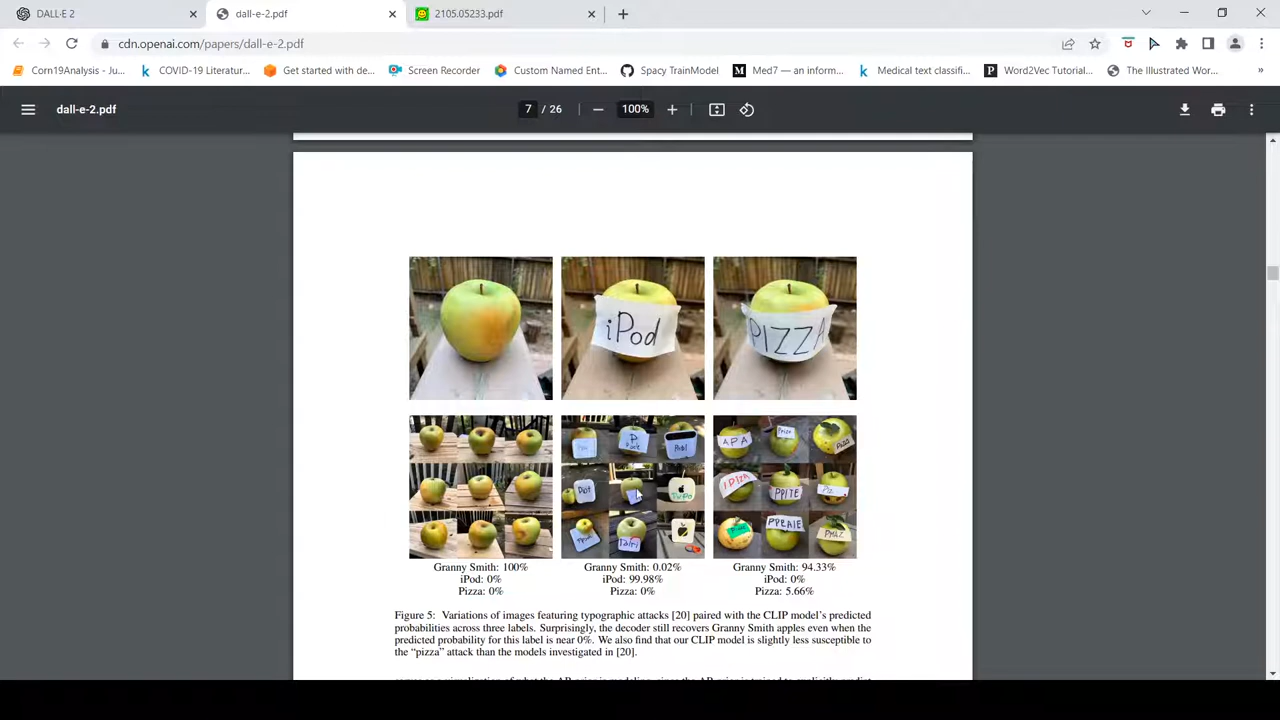 DALL·E 2
dall-e-2.pdf
2105.05233.pdf
cdn.openai.com/papers/dall-e-2.pdf
Corn19Analysis - Ju...
COVID-19 Literatur...
Get started with de...
Screen Recorder
Custom Named Ent...
Spacy TrainModel
Med7 — an inform...
Medical text classifi...
Word2Vec Tutorial...
The Illustrated Wor...
»
dall-e-2.pdf
7 / 26
100%
iPod
PIZZA
APA
PPITE
PPEAIE
Granny Smith: 100%
iPod: 0%
Pizza: 0%
Granny Smith: 0.02%
iPod: 99.98%
Pizza: 0%
Granny Smith: 94.33%
iPod: 0%
Pizza: 5.66%
Figure 5: Variations of images featuring typographic attacks [20] paired with the CLIP model's predicted
probabilities across three labels. Surprisingly, the decoder still recovers Granny Smith apples even when the
predicted probability for this label is near 0%. We also find that our CLIP model is slightly less susceptible to
the “pizza” attack than the models investigated in [20].